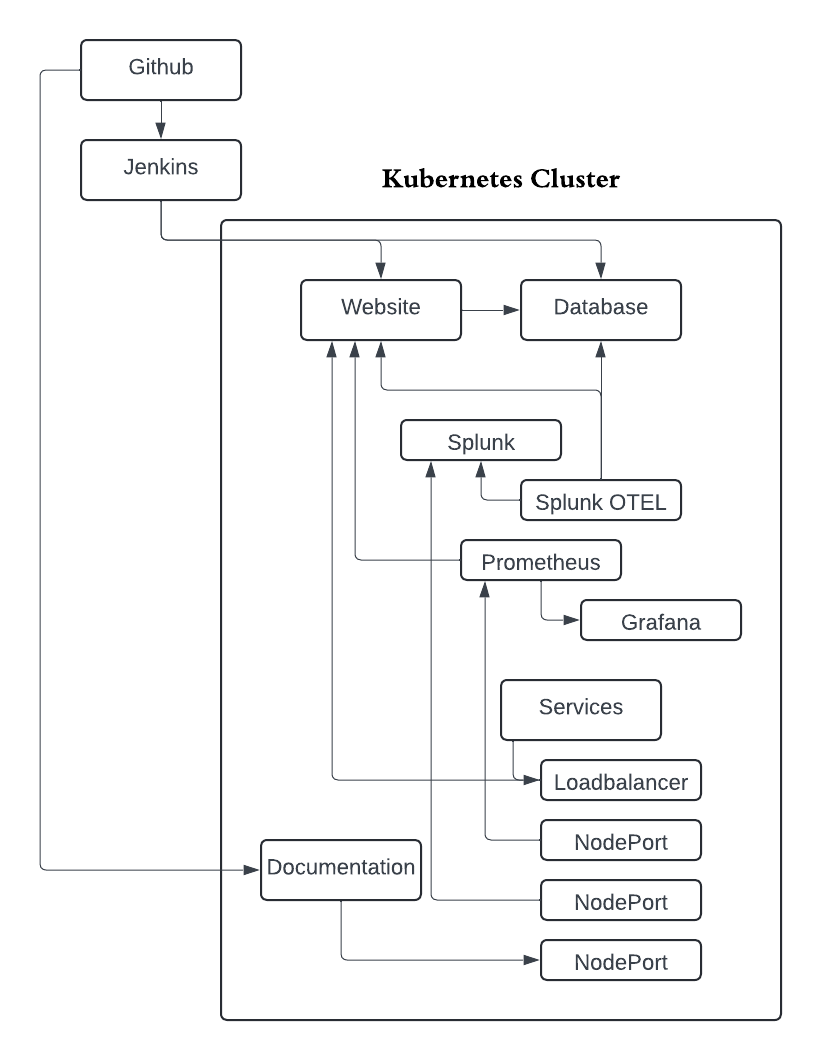 Github
Jenkins
Kubernetes Cluster
Website
Database
Splunk
Splunk OTEL
Prometheus
Grafana
Services
Loadbalancer
NodePort
Documentation
NodePort
NodePort